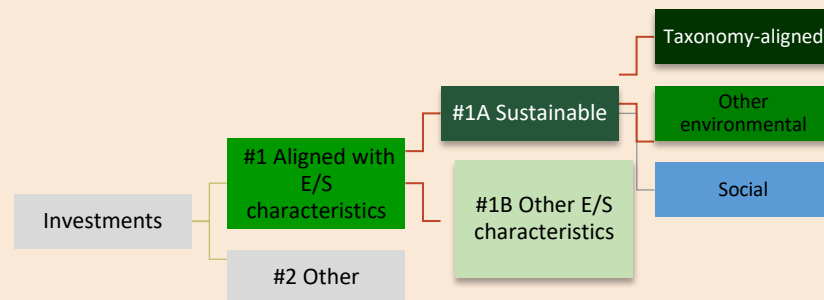 Taxonomy-aligned
#1A Sustainable
Other
environmental
#1 Aligned with
E/S
characteristics
Social
#1B Other E/S
characteristics
Investments
#2 Other